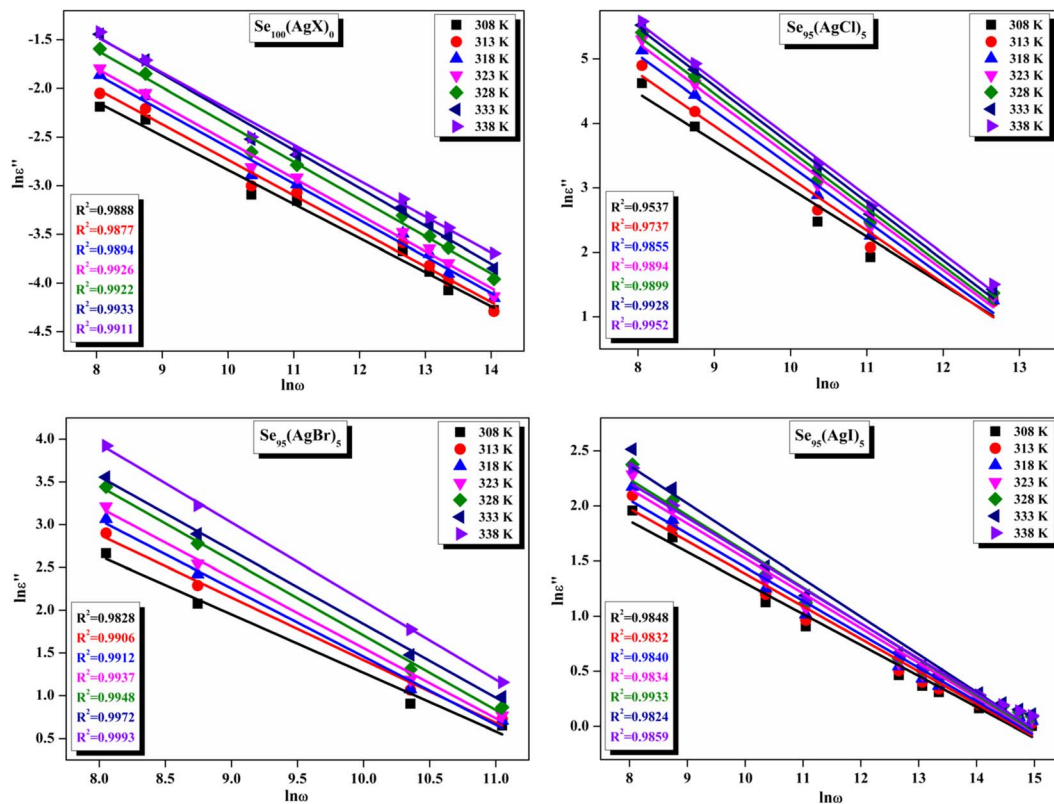 Se100(AgX)0
308 K
313 K
318 K
323 K
328 K
333 K
338 K
-1.5
-2.0
-2.5
-3.0
-3.5
-4.0
-4.5
lnε''
R²=0.9888
R²=0.9877
R²=0.9894
R²=0.9926
R²=0.9922
R²=0.9933
R²=0.9911
8 9 10 11 12 13 14
lnω
Se95(AgCl)5
308 K
313 K
318 K
323 K
328 K
333 K
338 K
5
4
3
2
1
lnε''
R²=0.9537
R²=0.9737
R²=0.9855
R²=0.9894
R²=0.9899
R²=0.9928
R²=0.9952
8 9 10 11 12 13
lnω
Se95(AgBr)5
308 K
313 K
318 K
323 K
328 K
333 K
338 K
4.0
3.5
3.0
2.5
2.0
1.5
1.0
0.5
lnε''
R²=0.9828
R²=0.9906
R²=0.9912
R²=0.9937
R²=0.9948
R²=0.9972
R²=0.9993
8.0 8.5 9.0 9.5 10.0 10.5 11.0
lnω
Se95(AgI)5
308 K
313 K
318 K
323 K
328 K
333 K
338 K
2.5
2.0
1.5
1.0
0.5
0.0
lnε''
R²=0.9848
R²=0.9832
R²=0.9840
R²=0.9834
R²=0.9933
R²=0.9824
R²=0.9859
8 9 10 11 12 13 14 15
lnω